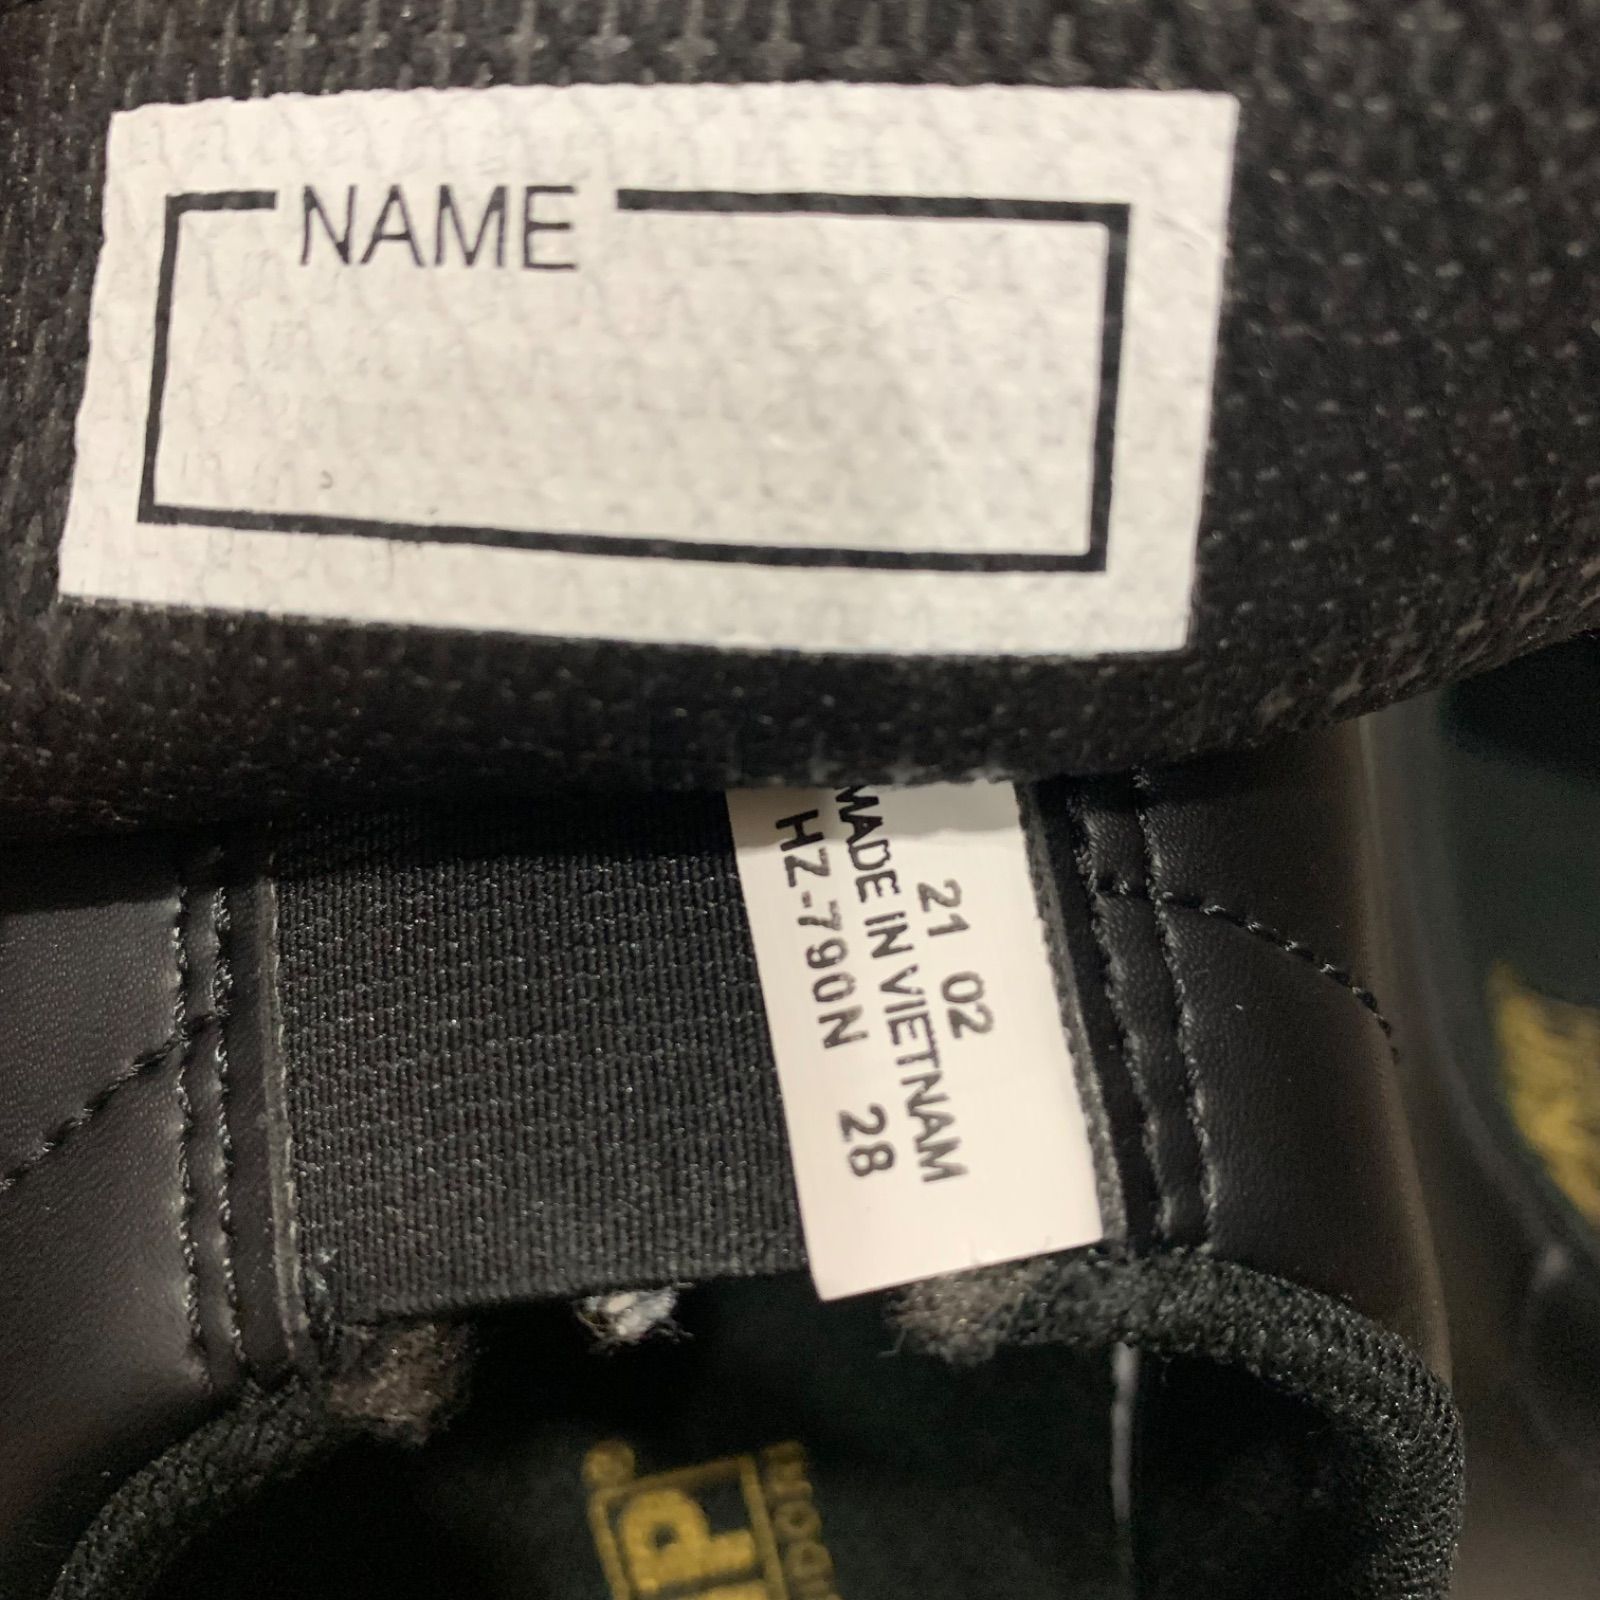 NAME
21 02
MADE IN VIETNAM
HZ-790N 28